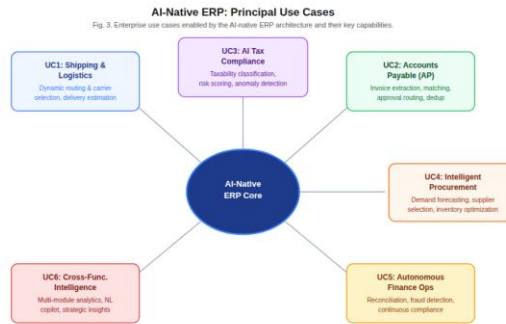 AI-Native ERP: Principal Use Cases
Fig. 3. Enterprise use cases enabled by the AI-native ERP architecture and their key capabilities.
UC1: Shipping &
Logistics
Dynamic routing & carrier
selection, delivery estimation
UC3: AI Tax
Compliance
Taxability classification,
risk scoring, anomaly detection
UC2: Accounts
Payable (AP)
Invoice extraction, matching,
approval routing, dedup
AI-Native
ERP Core
UC4: Intelligent
Procurement
Demand forecasting, supplier
selection, inventory optimization
UC6: Cross-Func.
Intelligence
Multi-module analytics, NL
copilot, strategic insights
UC5: Autonomous
Finance Ops
Reconciliation, fraud detection,
continuous compliance